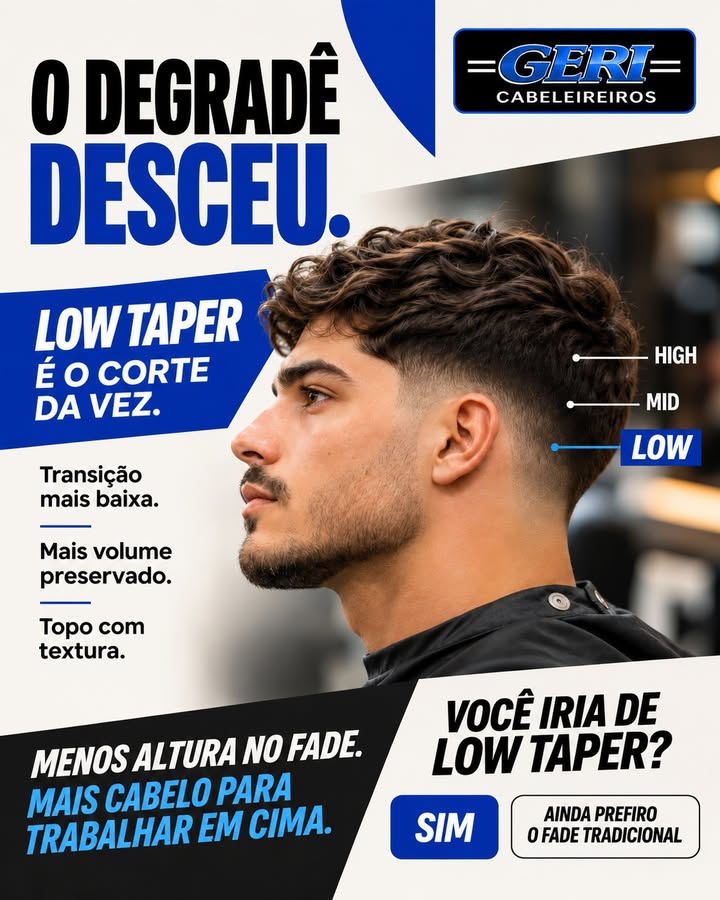 O DEGRADÊ
DESCEU.
GERI
CABELEIREIROS
LOW TAPER
É O CORTE
DA VEZ.
Transição
mais baixa.
Mais volume
preservado.
Topo com
textura.
HIGH
MID
LOW
MENOS ALTURA NO FADE.
MAIS CABELO PARA
TRABALHAR EM CIMA.
VOCÊ IRIA DE
LOW TAPER?
SIM
AINDA PREFIRO
O FADE TRADICIONAL